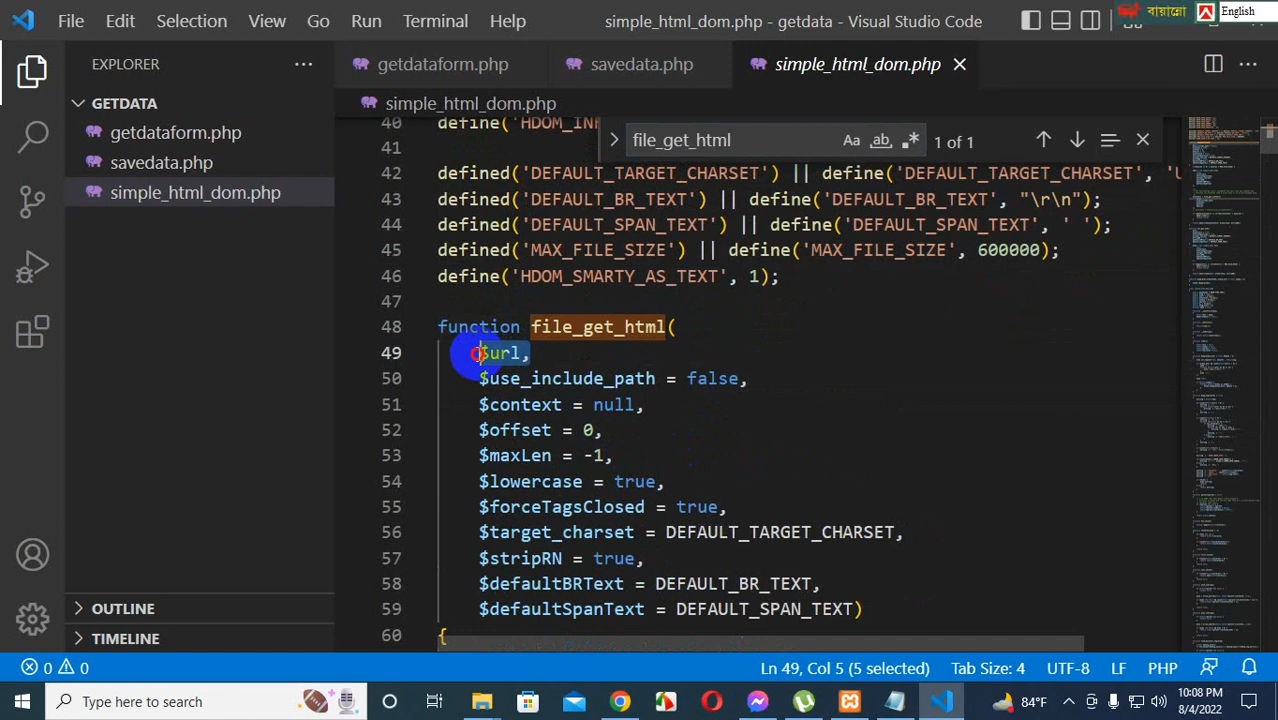 File Edit Selection View Go Run Terminal Help simple_html_dom.php - getdata - Visual Studio Code
বায়ান্নো English
EXPLORER
getdataform.php savedata.php simple_html_dom.php
GETDATA
getdataform.php
savedata.php
simple_html_dom.php
simple_html_dom.php
file_get_html Aa ab 1 of 1
40 define('HDOM_IN
41
42 defined('DEFAULT_TARGET_CHARSET') || define('DEFAULT_TARGET_CHARSET', 'U
43 defined('DEFAULT_BR_TEXT') || define('DEFAULT_BR_TEXT', "\r\n");
44 defined('DEFAULT_SPAN_TEXT') || define('DEFAULT_SPAN_TEXT', ' ');
45 defined('MAX_FILE_SIZE') || define('MAX_FILE_SIZE', 600000);
46 define('HDOM_SMARTY_AS_TEXT', 1);
47
48 function file_get_html(
49 $url,
50 $use_include_path = false,
51 $context = null,
52 $offset = 0,
53 $maxLen = -1,
54 $lowercase = true,
55 $forceTagsClosed = true,
56 $target_charset = DEFAULT_TARGET_CHARSET,
57 $stripRN = true,
58 $defaultBRText = DEFAULT_BR_TEXT,
59 $defaultSpanText = DEFAULT_SPAN_TEXT)
60 {
OUTLINE
TIMELINE
0 0 Ln 49, Col 5 (5 selected) Tab Size: 4 UTF-8 LF PHP
Type here to search 84°F 10:08 PM
8/4/2022